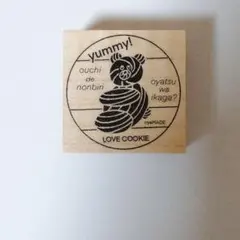 yummy!
ouchi
de
nonbiri
oyatsu
wa
ikaga?
LOVE COOKIE